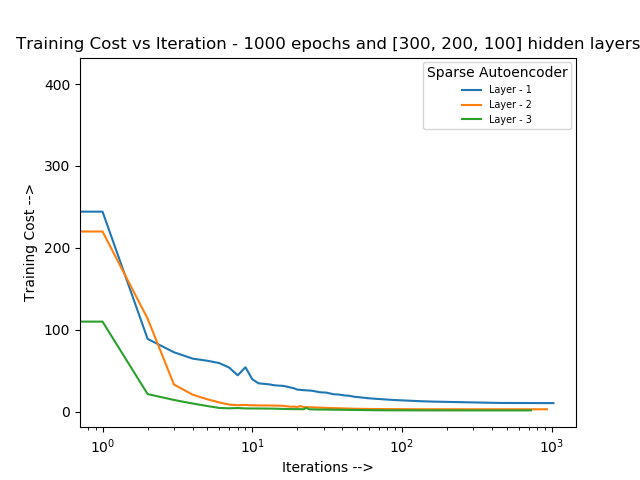 Training Cost vs Iteration - 1000 epochs and [300, 200, 100] hidden layers
Sparse Autoencoder
Layer - 1
Layer - 2
Layer - 3
400
300
200
100
0
Training Cost -->
10⁰
10¹
10²
10³
Iterations -->